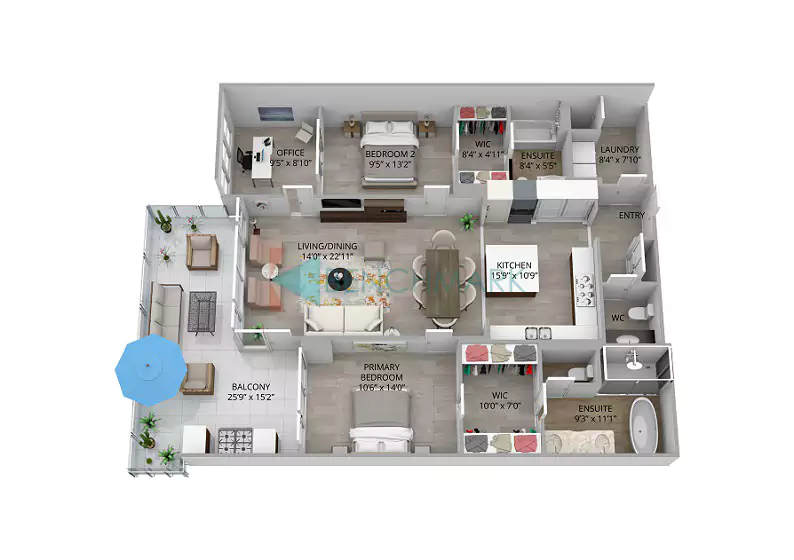 OFFICE
9'5" x 8'10"
BEDROOM 2
9'5" x 13'2"
WIC
8'4" x 4'11"
ENSUITE
8'4" x 5'5"
LAUNDRY
8'4" x 7'10"
ENTRY
LIVING/DINING
14'0" x 22'11"
KITCHEN
15'9" x 10'9"
BENCHMARK
WC
PRIMARY
BEDROOM
10'6" x 14'0"
BALCONY
25'9" x 15'2"
WIC
10'0" x 7'0"
ENSUITE
9'3" x 11'1"